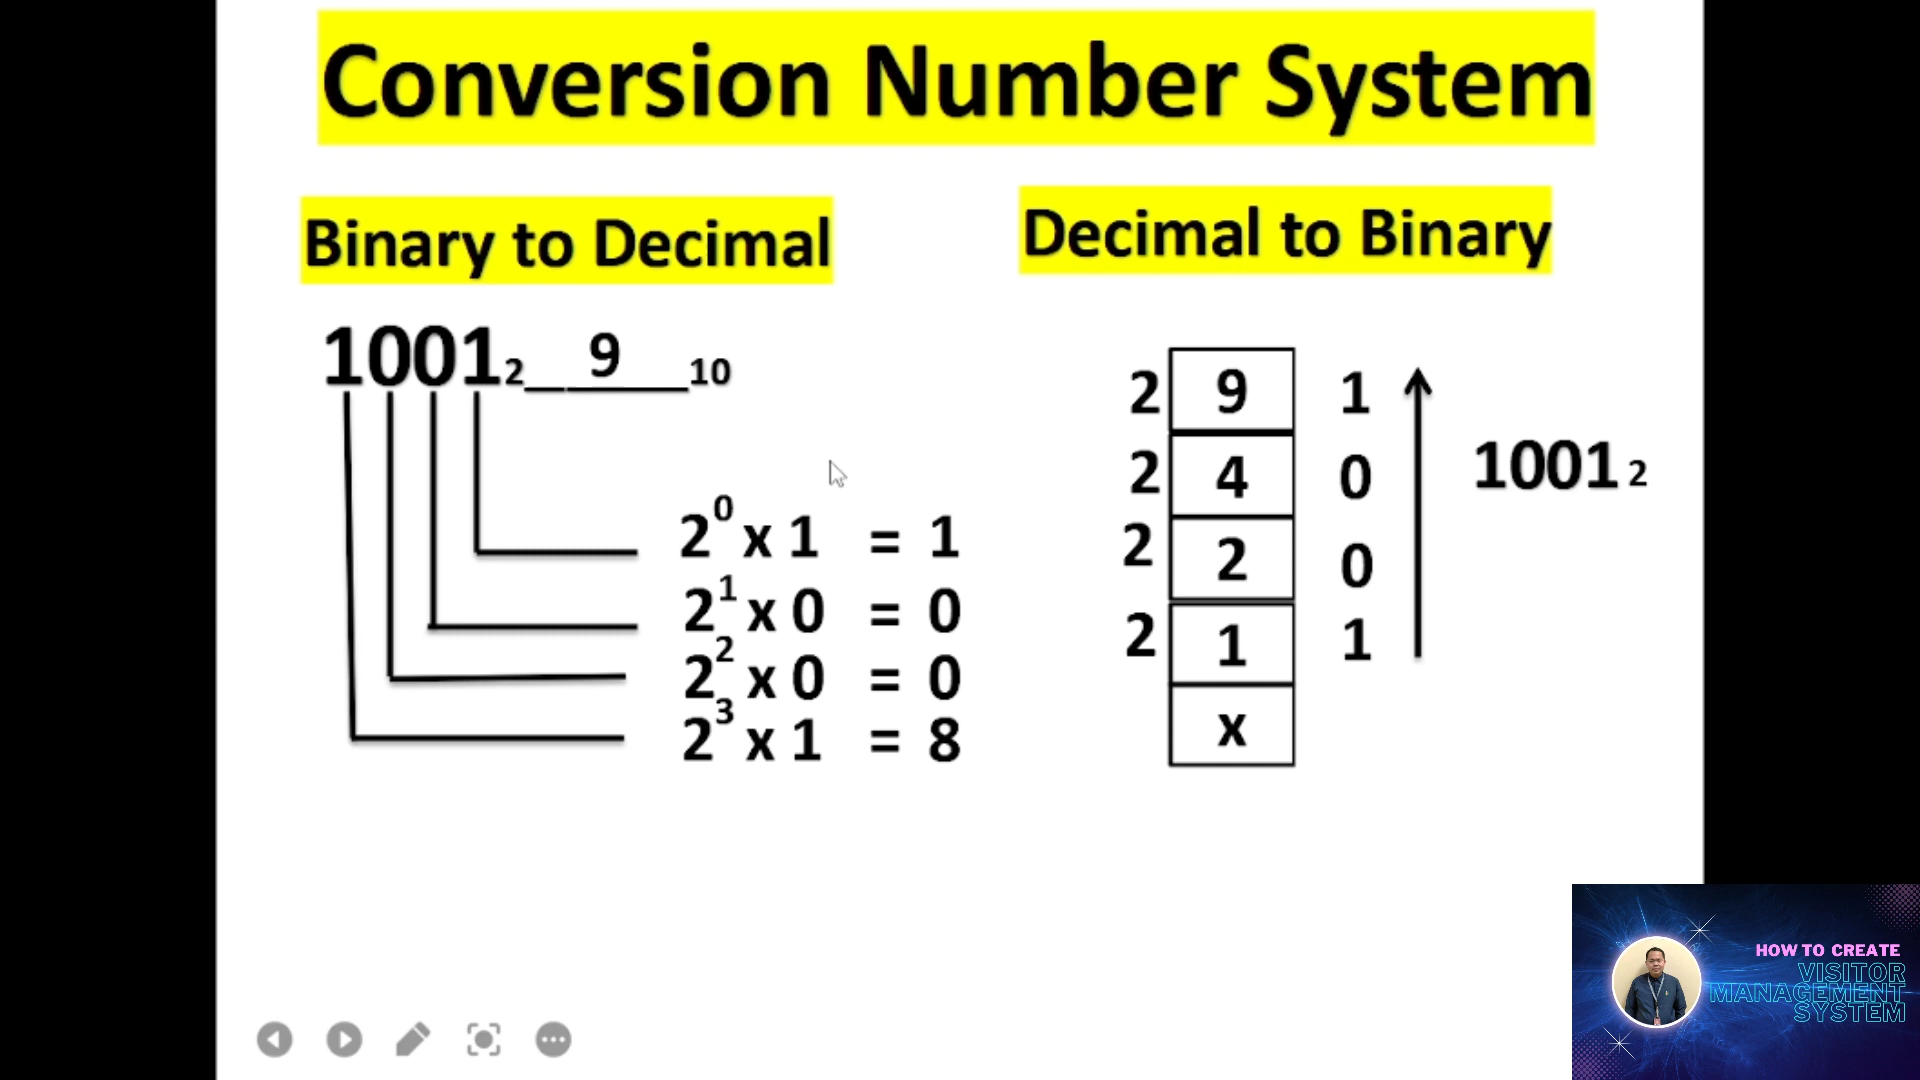 Conversion Number System
Binary to Decimal
1001₂ 9 ₁₀
2⁰ x 1 = 1
2¹ x 0 = 0
2² x 0 = 0
2³ x 1 = 8
Decimal to Binary
2 9 1
2 4 0
2 2 0
2 1 1
x
1001₂
HOW TO CREATE
VISITOR
MANAGEMENT
SYSTEM